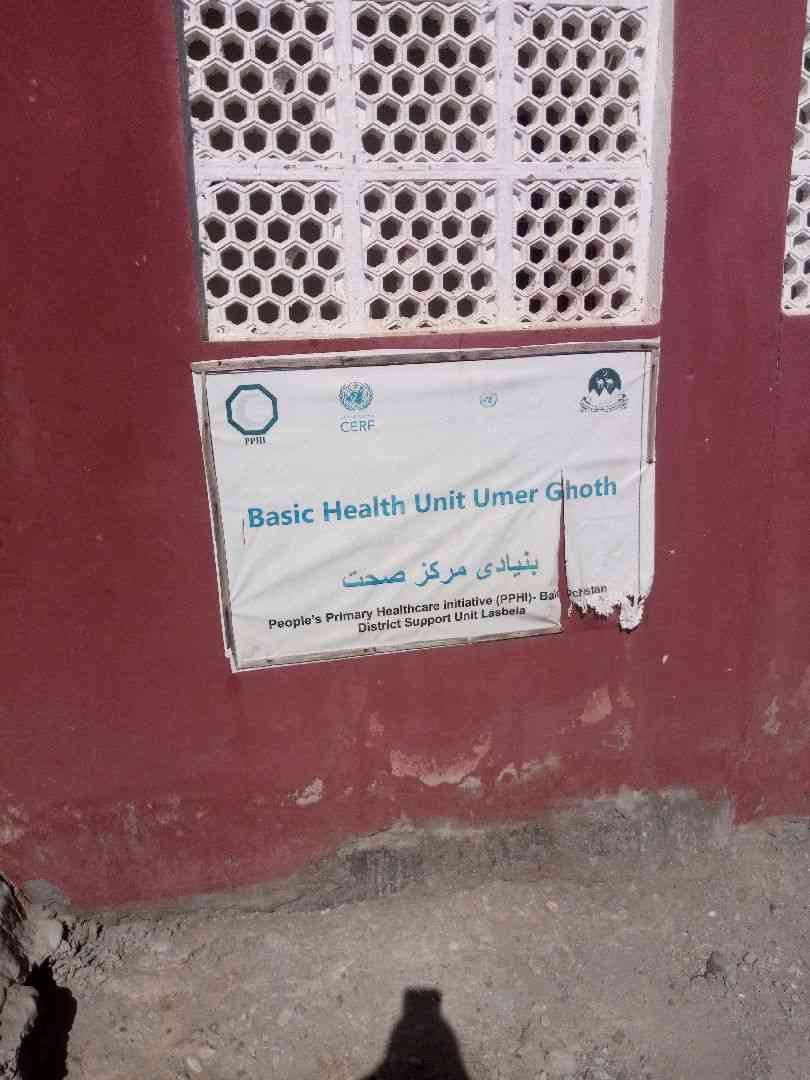 PPHI
CERF
Basic Health Unit Umer Ghoth
بنیادی مرکز صحت
People's Primary Healthcare Initiative (PPHI)- Balochistan
District Support Unit Lasbela